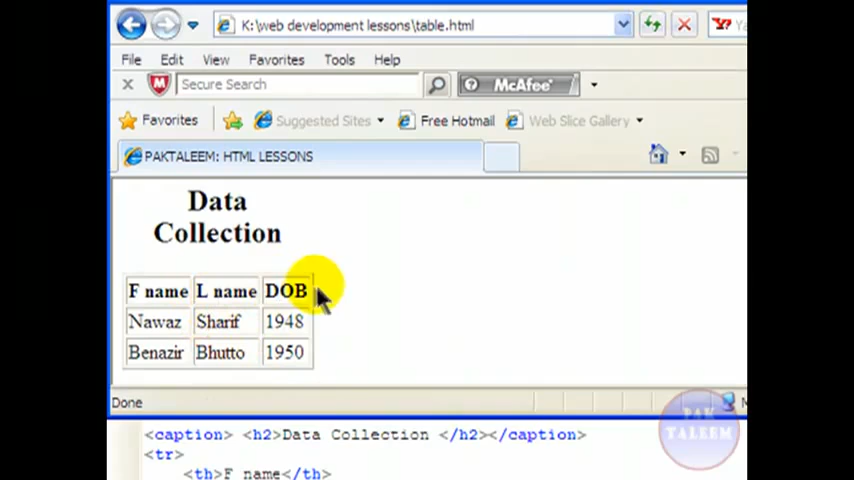 K:\web development lessons\table.html
File Edit View Favorites Tools Help
Secure Search McAfee
Favorites Suggested Sites Free Hotmail Web Slice Gallery
PAKTALEEM: HTML LESSONS
Data
Collection
F name L name DOB
Nawaz Sharif 1948
Benazir Bhutto 1950
Done
PAK
TALEEM
<caption> <h2>Data Collection </h2></caption>
<tr>
<th>F name</th>